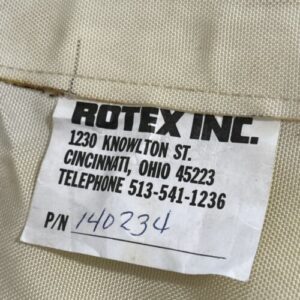 ROTEX INC.
1230 KNOWLTON ST.
CINCINNATI, OHIO 45223
TELEPHONE 513-541-1236
P/N 140234